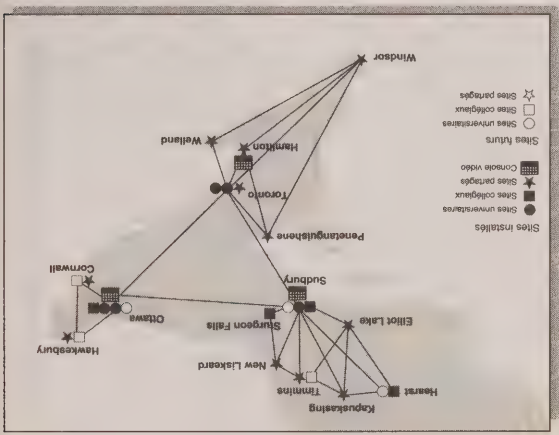 Kapuskasing
Hearst
Timmins
New Liskeard
Hawkesbury
Elliot Lake
Sturgeon Falls
Ottawa
Sudbury
Cornwall
Penetanguishene
Toronto
Hamilton
Welland
Windsor
Sites installés
Sites universitaires
Sites collégiaux
Sites partagés
Console vidéo
Sites futurs
Sites universitaires
Sites collégiaux
Sites partagés